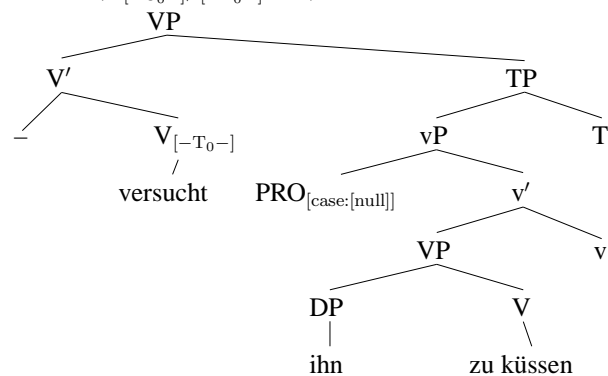 VP
V′ TP
– V[−T0−] vP T
versucht PRO[case:[null]] v'
VP v
DP V
ihn zu küssen